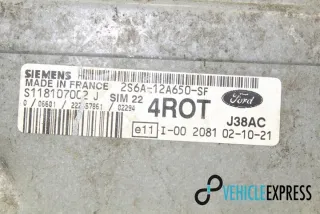 SIEMENS
MADE IN FRANCE 2S6A-12A650-SF
S118107002 J SIM 22 4ROT Ford
J38AC
e11 I-00 2081 02-10-21
VEHICLEEXPRESS